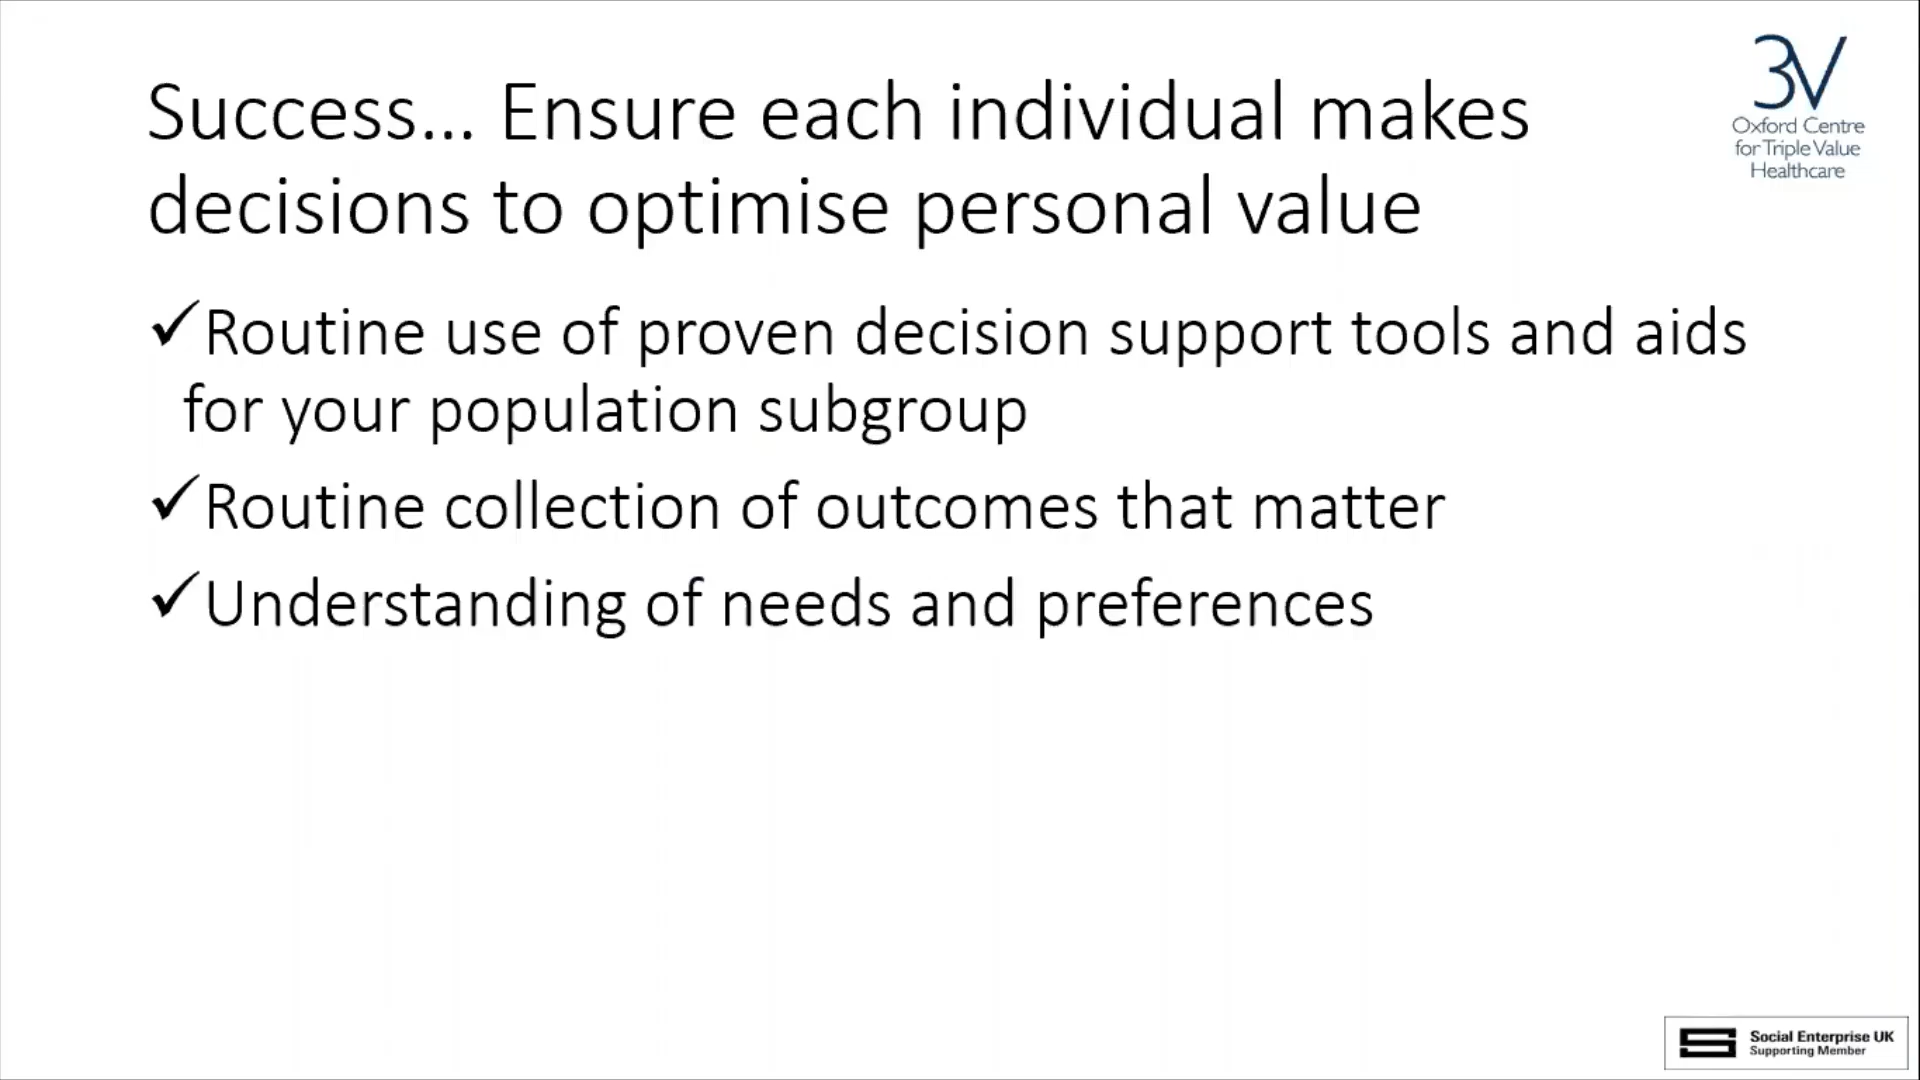 Success... Ensure each individual makes
decisions to optimise personal value
✓Routine use of proven decision support tools and aids
for your population subgroup
✓Routine collection of outcomes that matter
✓Understanding of needs and preferences
3V
Oxford Centre
for Triple Value
Healthcare
Social Enterprise UK
Supporting Member